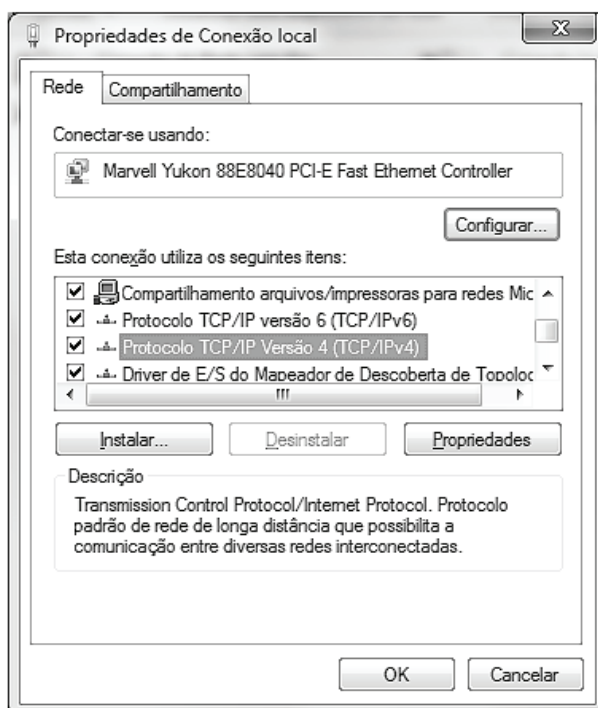 Propriedades de Conexão local
Rede
Compartilhamento
Conectar-se usando:
Marvell Yukon 88E8040 PCI-E Fast Ethernet Controller
Configurar...
Esta conexão utiliza os seguintes itens:
Compartilhamento arquivos/impressoras para redes Mic
Protocolo TCP/IP versão 6 (TCP/IPv6)
Protocolo TCP/IP Versão 4 (TCP/IPv4)
Driver de E/S do Mapeador de Descoberta de Topoloc
Instalar...
Desinstalar
Propriedades
Descrição
Transmission Control Protocol/Internet Protocol. Protocolo
padrão de rede de longa distância que possibilita a
comunicação entre diversas redes interconectadas.
OK
Cancelar